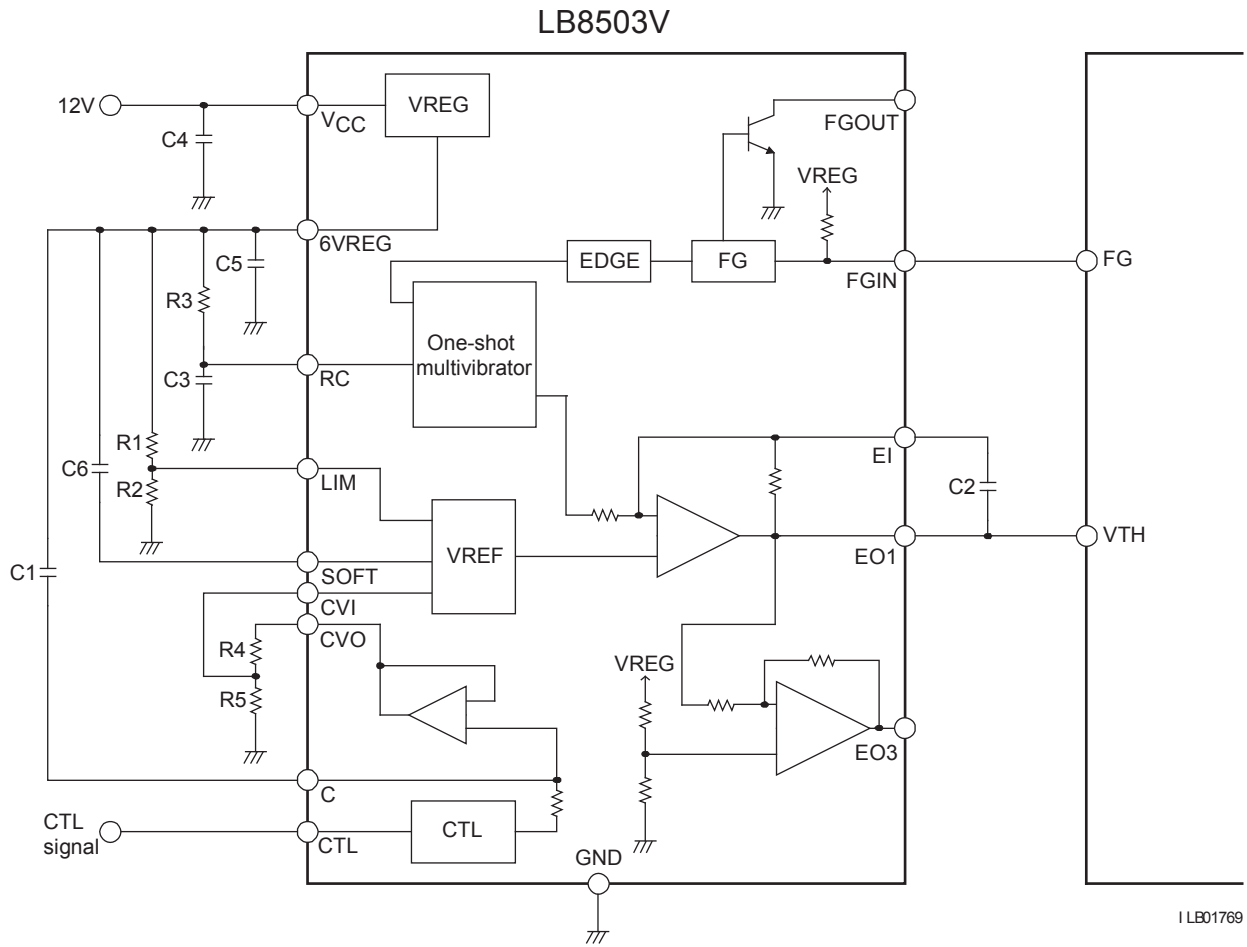 LB8503V
12V
VCC
VREG
C4
FGOUT
VREG
6VREG
C5
EDGE
FG
FGIN
FG
R3
One-shot
multivibrator
RC
C3
R1
C6
LIM
R2
EI
C2
VREF
EO1
VTH
C1
SOFT
CVI
CVO
R4
R5
VREG
EO3
C
CTL
signal
CTL
CTL
GND
ILB01769